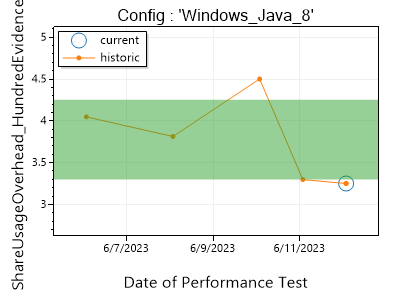 Config : 'Windows_Java_8'
ShareUsageOverhead_HundredEvidence
current
historic
5
4.5
4
3.5
3
6/7/2023
6/9/2023
6/11/2023
Date of Performance Test